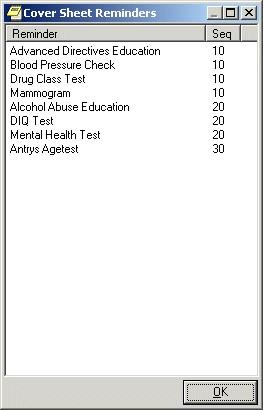 Cover Sheet Reminders
Reminder Seq
Advanced Directives Education 10
Blood Pressure Check 10
Drug Class Test 10
Mammogram 10
Alcohol Abuse Education 20
DIQ Test 20
Mental Health Test 20
Antrys Agetest 30
OK